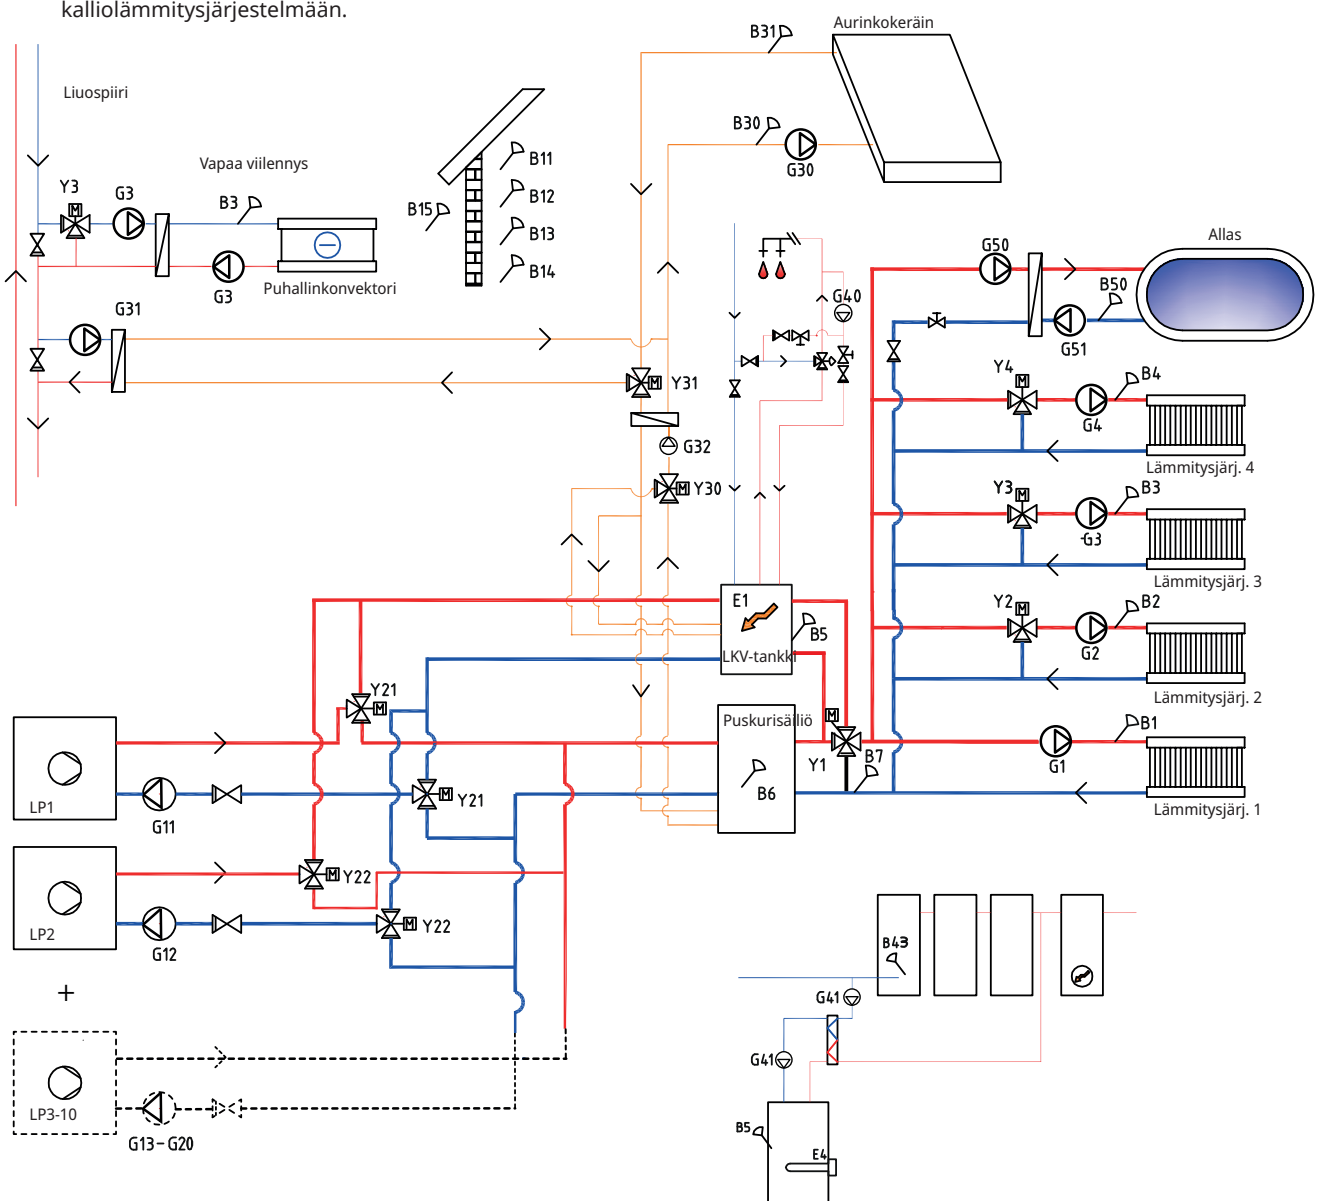 kalliolämmitysjärjestelmään.
Aurinkokeräin
B31
Liuospiiri
B30
G30
Vapaa viilennys
B11
B12
B13
B14
B15
Y3
M
G3
B3
G3
Puhallinkonvektori
Allas
G50
B50
G51
G40
G31
Y31
M
G32
Y30
M
Y4
M
B4
G4
Lämmitysjärj. 4
Y3
M
B3
-G3
Lämmitysjärj. 3
Y2
M
B2
G2
Lämmitysjärj. 2
E1
B5
LKV-tankki
Y21
M
Puskurisäiliö
M
Y1
B7
B6
G1
B1
Lämmitysjärj. 1
LP1
G11
M
Y21
LP2
G12
M
Y22
M
Y22
+
LP3-10
G13-G20
B43
G41
G41
B5
E4